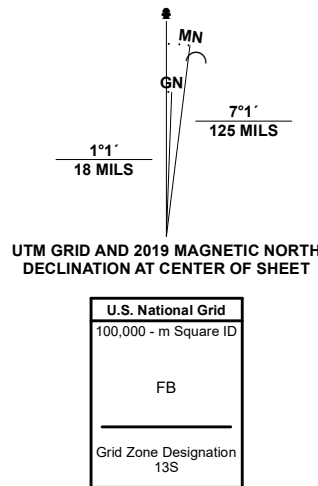 MN
GN
7°1´
125 MILS
1°1´
18 MILS
UTM GRID AND 2019 MAGNETIC NORTH
DECLINATION AT CENTER OF SHEET
U.S. National Grid
100,000 - m Square ID
FB
Grid Zone Designation
13S